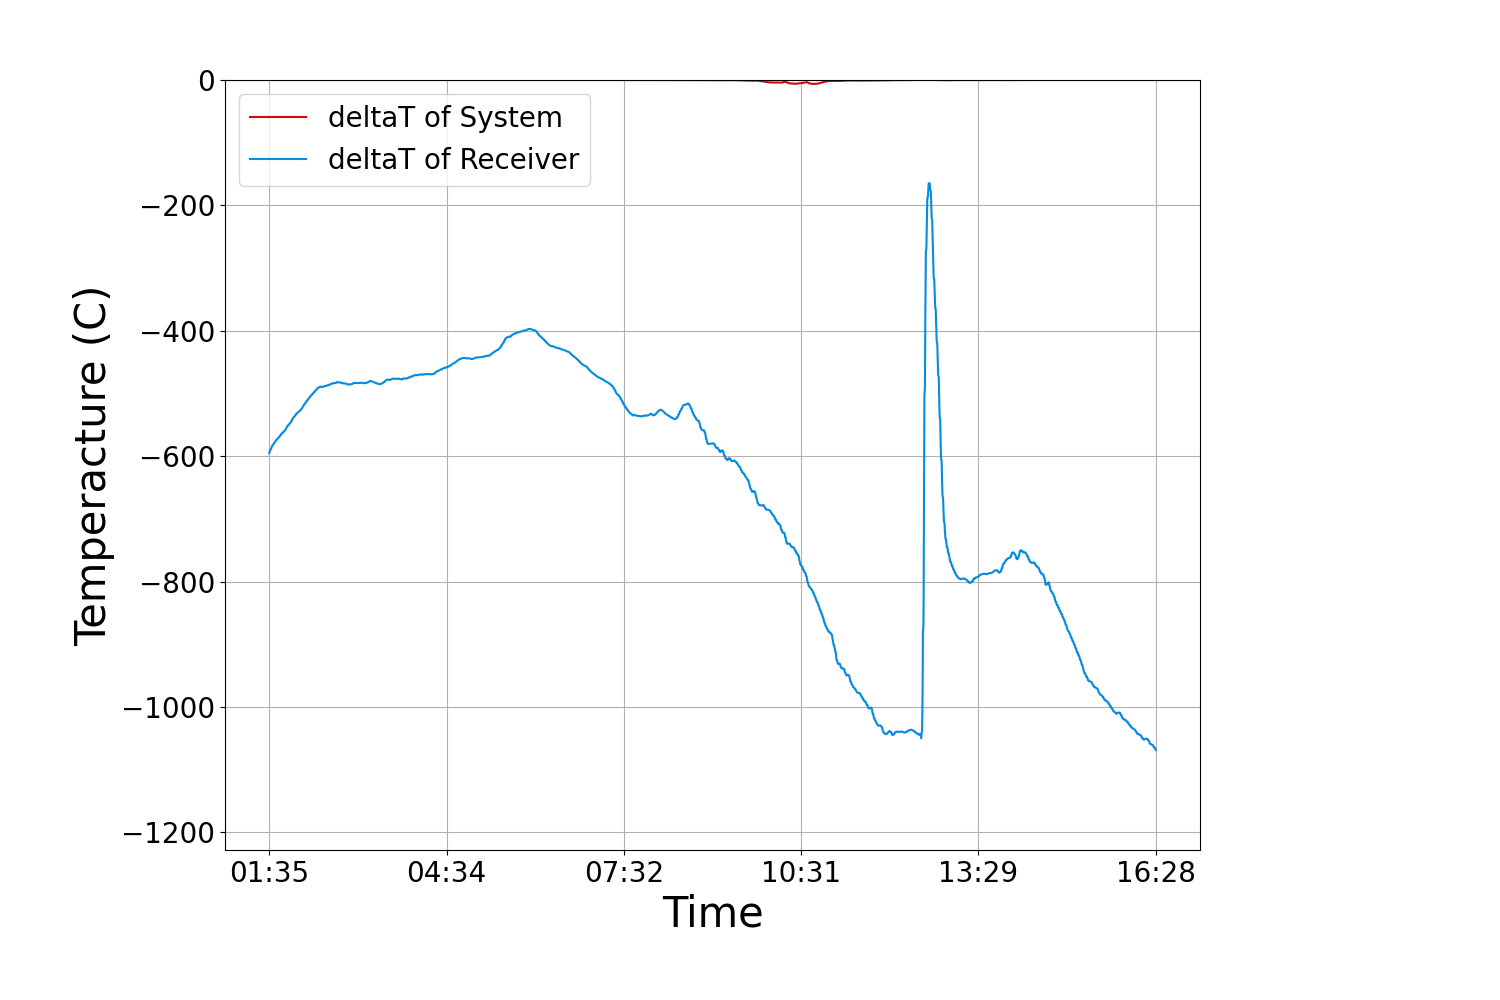 0
−200
−400
−600
−800
−1000
−1200
Temperacture (C)
deltaT of System
deltaT of Receiver
01:35 04:34 07:32 10:31 13:29 16:28
Time